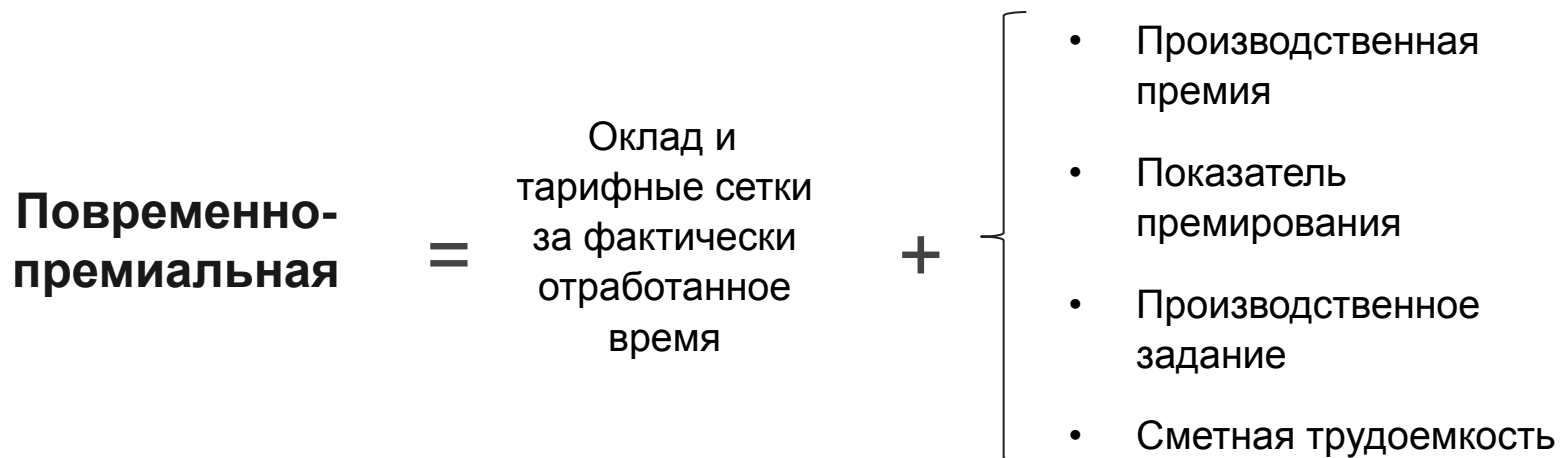 Повременно-
премиальная
=
Оклад и
тарифные сетки
за фактически
отработанное
время
+
• Производственная
премия
• Показатель
премирования
• Производственное
задание
• Сметная трудоемкость